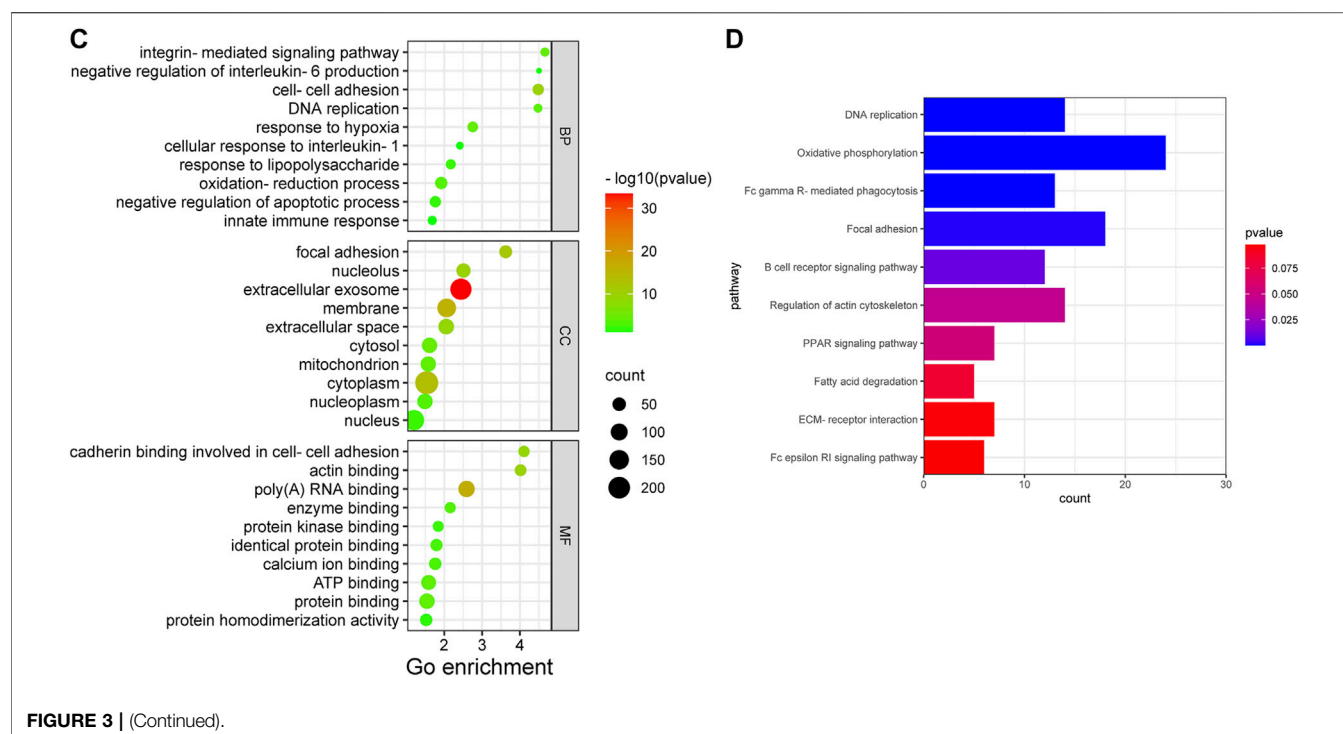 C
integrin- mediated signaling pathway
negative regulation of interleukin- 6 production
cell- cell adhesion
DNA replication
response to hypoxia
cellular response to interleukin- 1
response to lipopolysaccharide
oxidation- reduction process
negative regulation of apoptotic process
innate immune response
BP
focal adhesion
nucleolus
extracellular exosome
membrane
extracellular space
cytosol
mitochondrion
cytoplasm
nucleoplasm
nucleus
CC
cadherin binding involved in cell- cell adhesion
actin binding
poly(A) RNA binding
enzyme binding
protein kinase binding
identical protein binding
calcium ion binding
ATP binding
protein binding
protein homodimerization activity
MF
2 3 4
Go enrichment
- log10(pvalue)
30
20
10
count
50
100
150
200
D
pathway
DNA replication
Oxidative phosphorylation
Fc gamma R- mediated phagocytosis
Focal adhesion
B cell receptor signaling pathway
Regulation of actin cytoskeleton
PPAR signaling pathway
Fatty acid degradation
ECM- receptor interaction
Fc epsilon RI signaling pathway
0 10 20 30
count
pvalue
0.075
0.050
0.025
FIGURE 3 | (Continued).